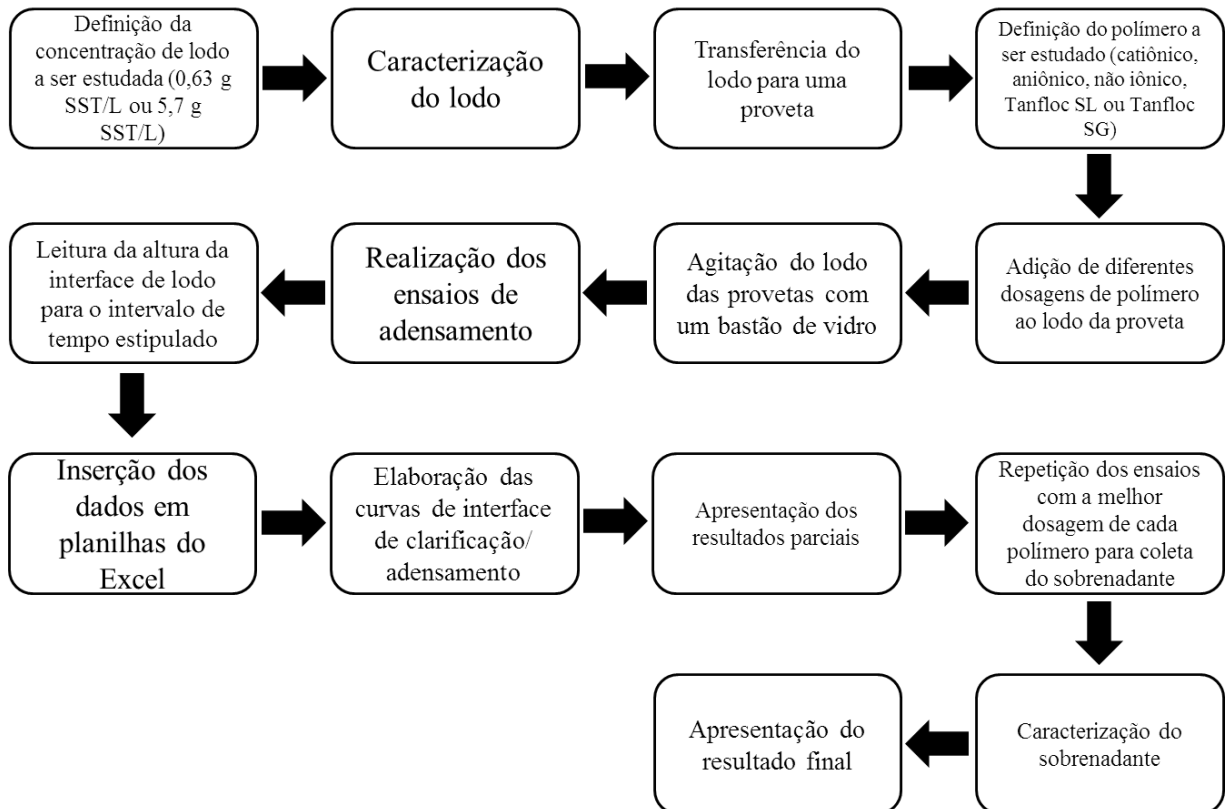 Definição da
concentração de lodo
a ser estudada (0,63 g
SST/L ou 5,7 g
SST/L)
Caracterização
do lodo
Transferência do
lodo para uma
proveta
Definição do polímero a
ser estudado (catiônico,
aniônico, não iônico,
Tanfloc SL ou Tanfloc
SG)
Adição de diferentes
dosagens de polímero
ao lodo da proveta
Agitação do lodo
das provetas com
um bastão de vidro
Realização dos
ensaios de
adensamento
Leitura da altura da
interface de lodo
para o intervalo de
tempo estipulado
Inserção dos
dados em
planilhas do
Excel
Elaboração das
curvas de interface
de clarificação/
adensamento
Apresentação dos
resultados parciais
Repetição dos ensaios
com a melhor
dosagem de cada
polímero para coleta
do sobrenadante
Caracterização do
sobrenadante
Apresentação do
resultado final